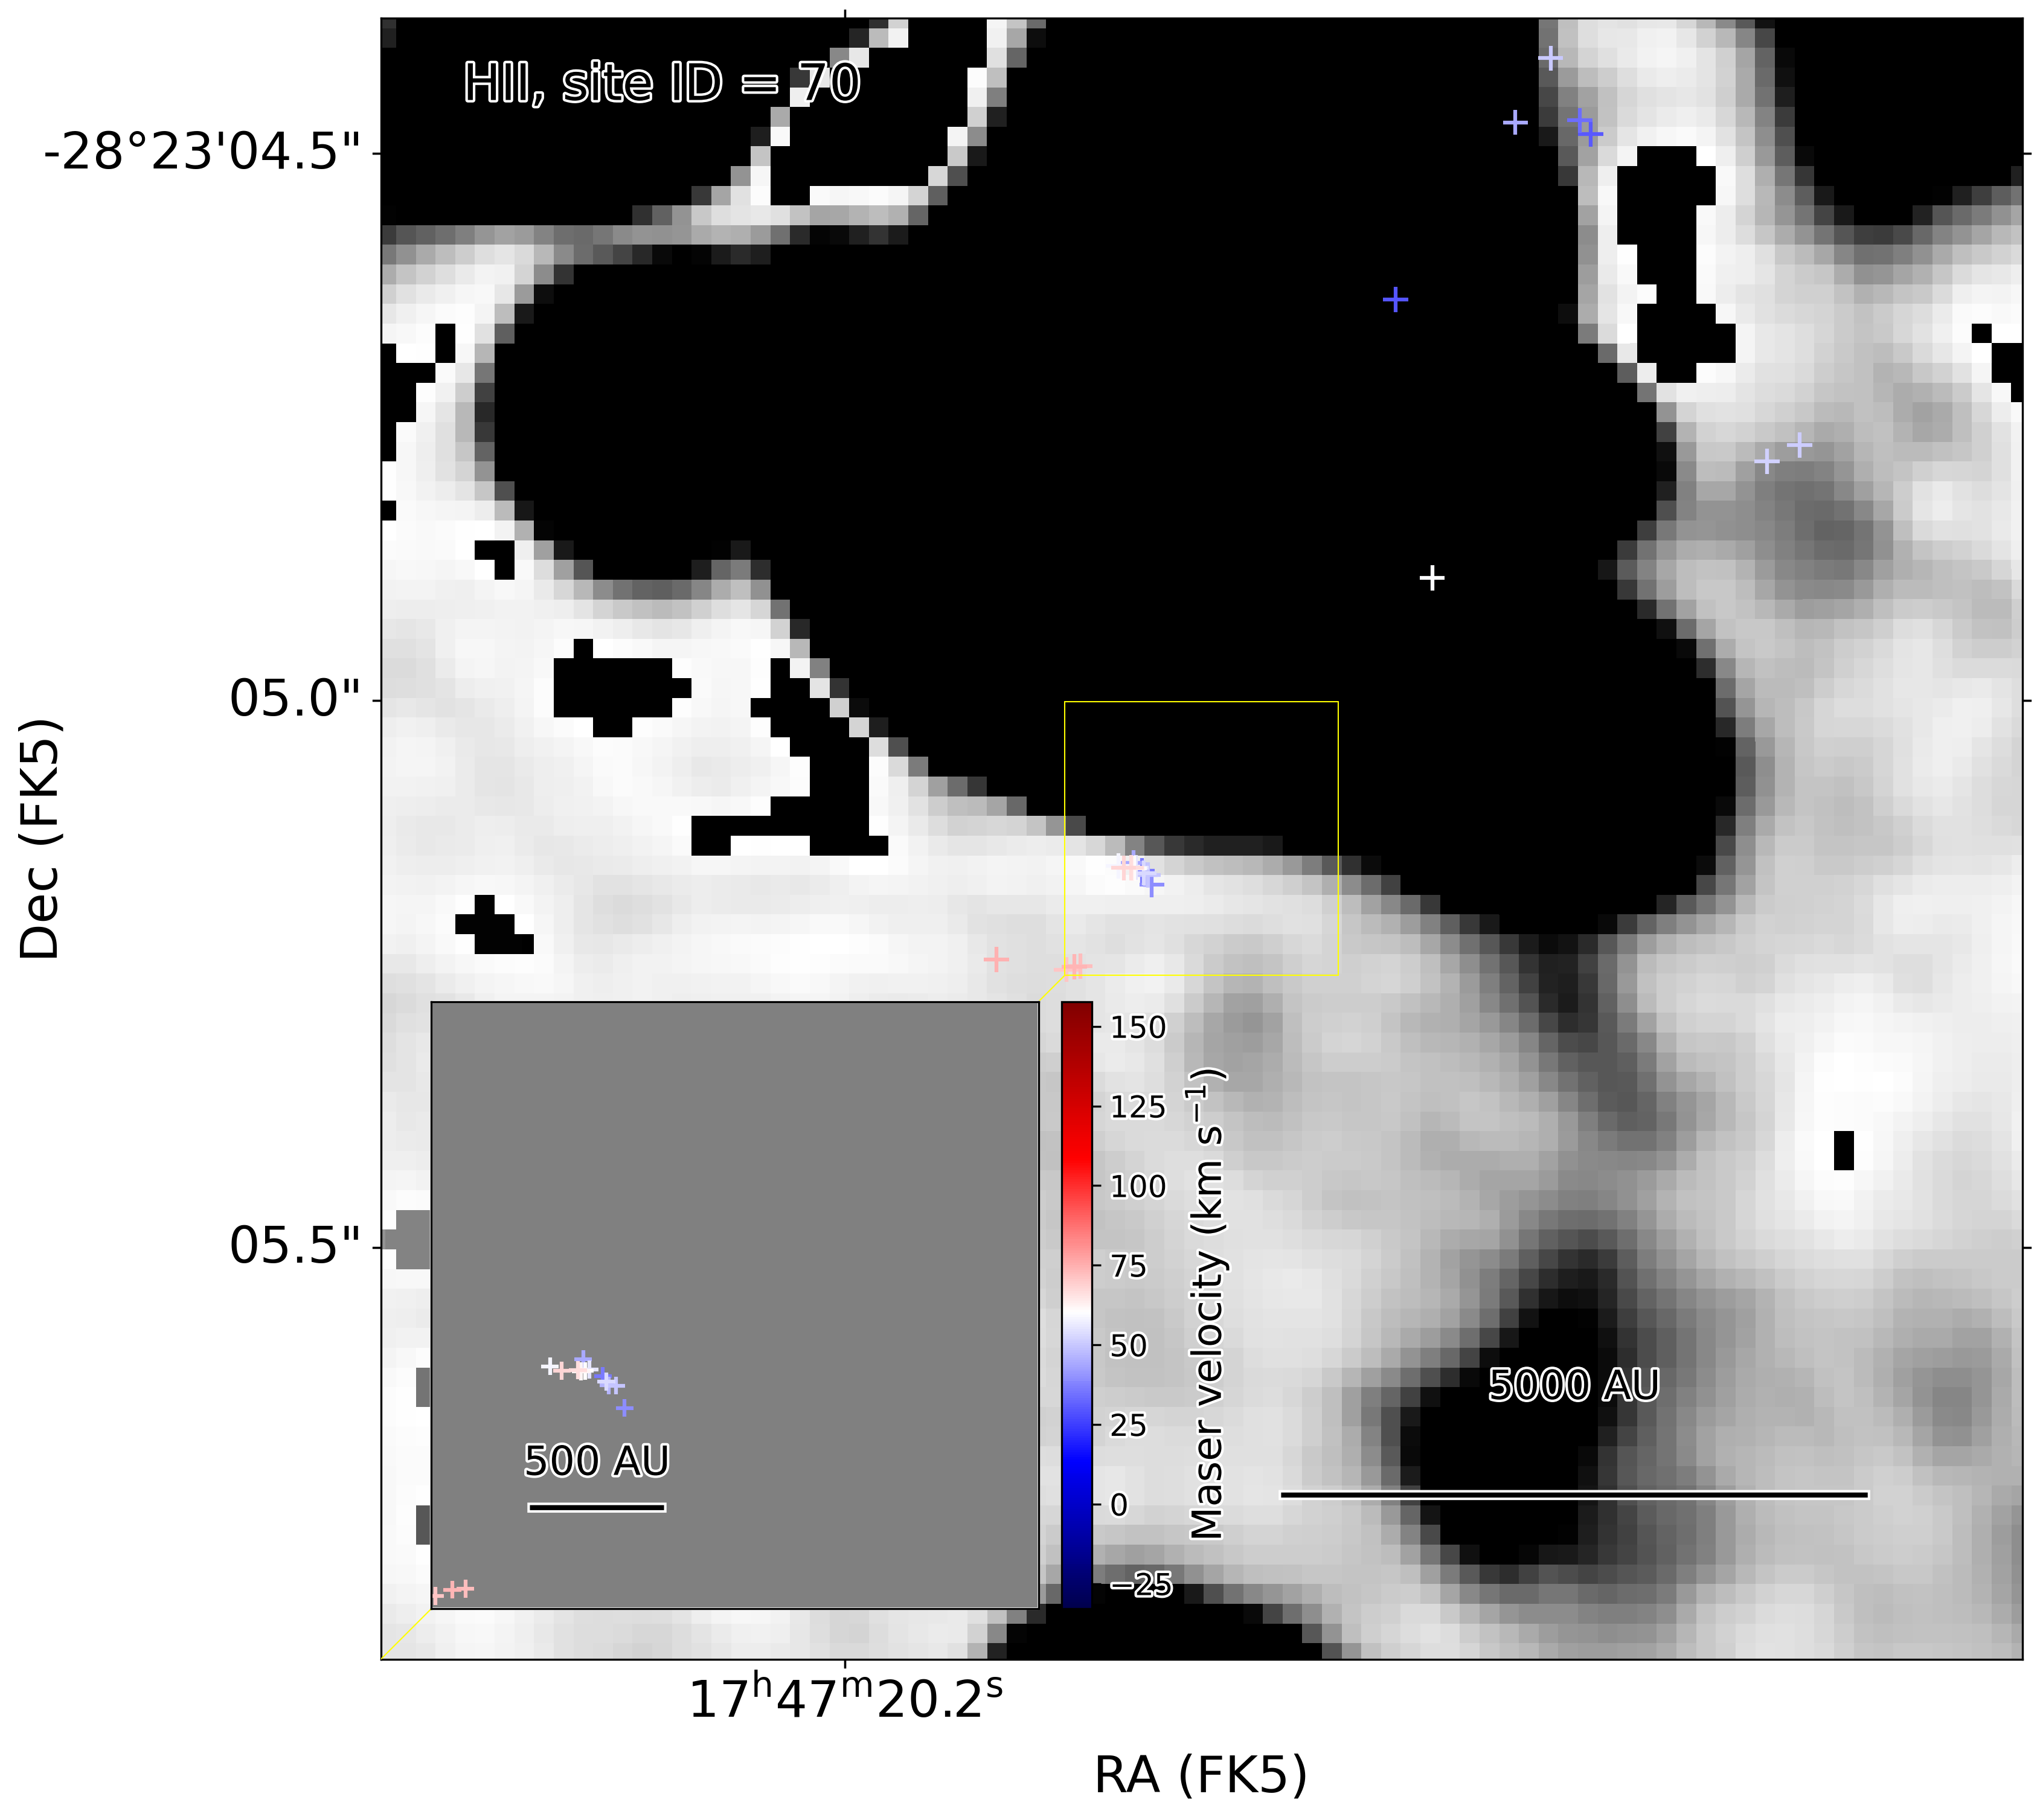 HII, site ID = 70
-28°23'04.5"
05.0"
05.5"
Dec (FK5)
150
125
100
75
50
25
0
−25
Maser velocity (km s⁻¹)
500 AU
5000 AU
17ʰ47ᵐ20.2ˢ
RA (FK5)